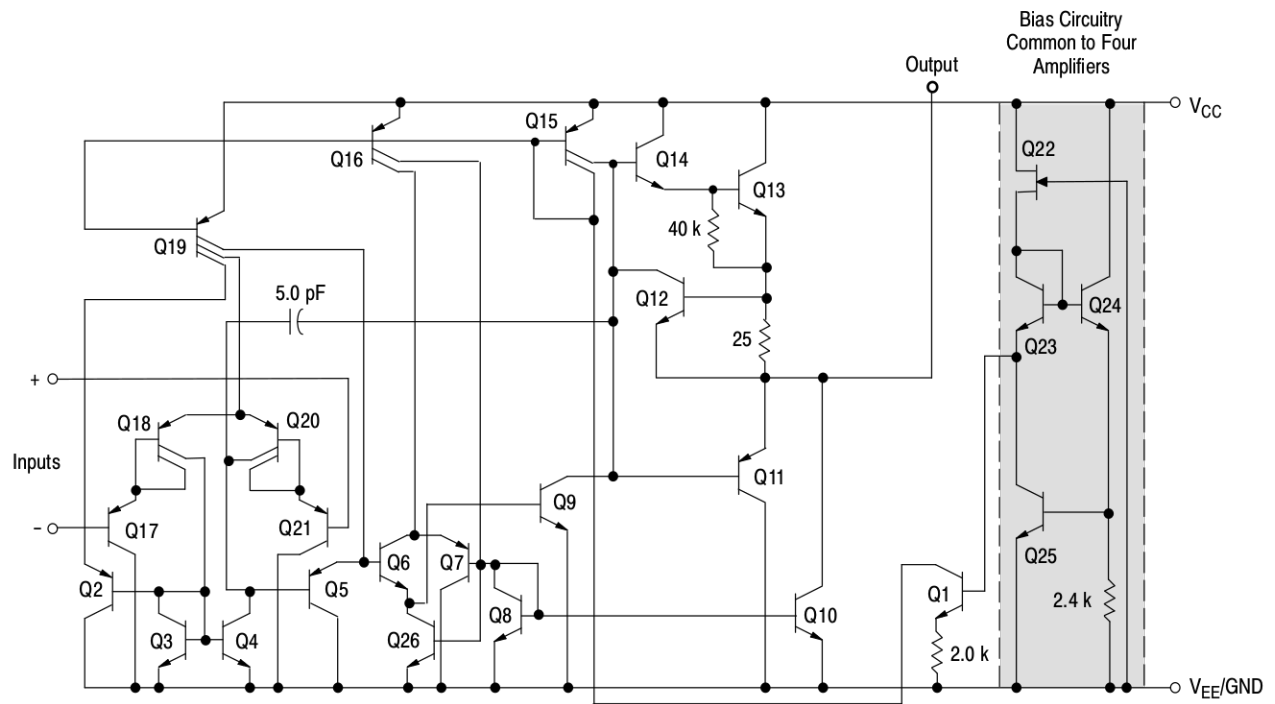 Bias Circuitry
Common to Four
Amplifiers
Output
V_CC
Q15
Q14
Q22
Q16
Q13
40 k
Q19
5.0 pF
Q12
Q24
Q23
25
+
Q18
Q20
Inputs
Q11
Q9
–
Q17
Q21
Q6
Q7
Q25
Q2
Q5
Q1
2.4 k
Q8
Q10
Q3
Q4
Q26
2.0 k
V_EE/GND